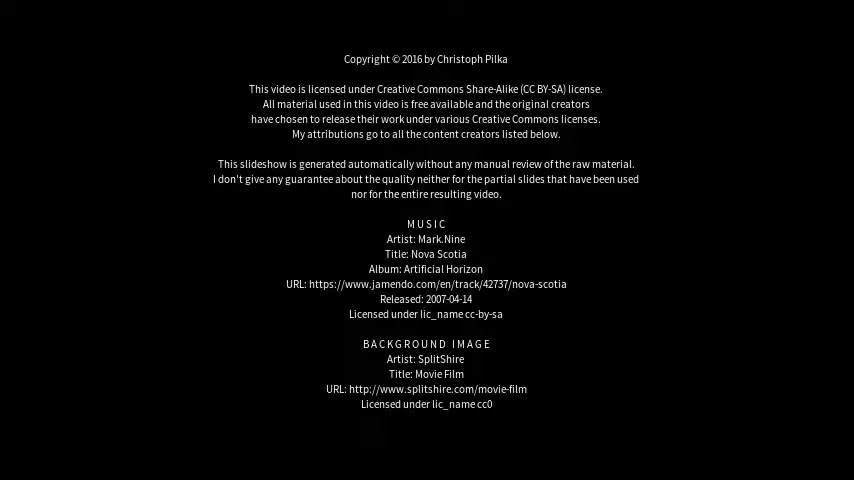 Copyright © 2016 by Christoph Pilka
This video is licensed under Creative Commons Share-Alike (CC BY-SA) license.
All material used in this video is free available and the original creators
have chosen to release their work under various Creative Commons licenses.
My attributions go to all the content creators listed below.
This slideshow is generated automatically without any manual review of the raw material.
I don't give any guarantee about the quality neither for the partial slides that have been used
nor for the entire resulting video.
MUSIC
Artist: Mark.Nine
Title: Nova Scotia
Album: Artificial Horizon
URL: https://www.jamendo.com/en/track/42737/nova-scotia
Released: 2007-04-14
Licensed under lic_name cc-by-sa
BACKGROUND IMAGE
Artist: SplitShire
Title: Movie Film
URL: http://www.splitshire.com/movie-film
Licensed under lic_name cc0